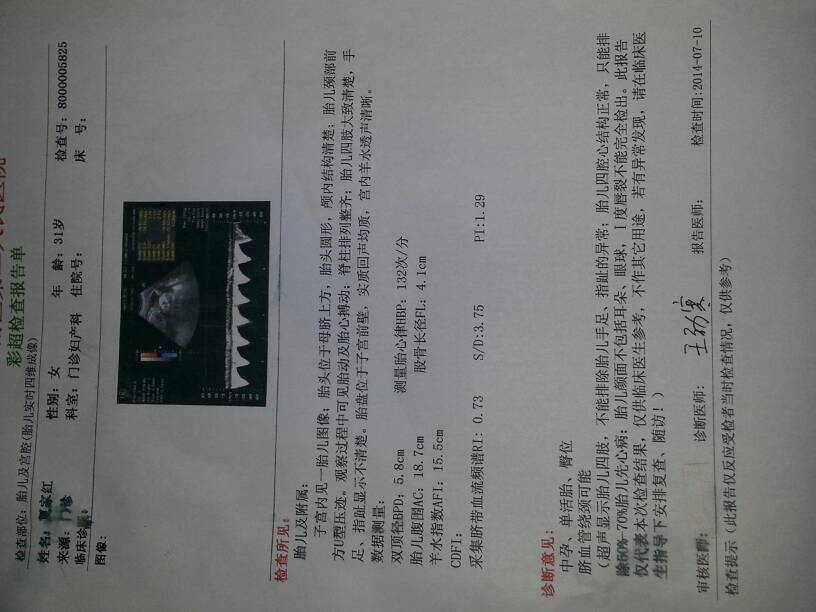 人民医院
彩超检查报告单
检查部位: 胎儿及宫腔(胎儿实时四维成像)
性别: 女 年 龄: 31岁 检查号: 8000005825
姓名: 家红
来源: 门诊 科室: 门诊妇产科 住院号: 床 号:
临床诊断:
图像:
检查所见:
胎儿及附属:
子宫内见一胎儿图像: 胎头位于母脐上方, 胎头圆形, 颅内结构清楚; 胎儿颈部前
方U型压迹。观察过程中可见胎动及胎心搏动; 脊柱排列整齐; 胎儿四肢大致清楚, 手
足、指趾显示不清楚。胎盘位于子宫前壁, 实质回声均质, 宫内羊水透声清晰。
数据测量:
双顶径BPD: 5.8cm 测量胎心律HBP: 132次/分
胎儿腹围AC: 18.7cm 股骨长径FL: 4.1cm
羊水指数AFI: 15.5cm
CDFI:
采集脐带血流频谱RI: 0.73 S/D:3.75 PI:1.29
诊断意见:
中孕、单活胎、臀位
脐血管绕颈可能
(超声显示胎儿四肢, 不能排除胎儿手足、指趾的异常; 胎儿四腔心结构正常, 只能排
除60%-70%胎儿先心病; 胎儿颜面不包括耳朵、眼球, I度唇裂不能完全检出。此报告
仅代表本次检查结果, 仅供临床医生参考, 不作其它用途, 若有异常发现, 请在临床医
生指导下安排复查、随访!)
审核医师: 诊断医师: 报告医师: 检查时间:2014-07-10
检查提示(此报告仅反应受检者当时检查情况, 仅供参考)